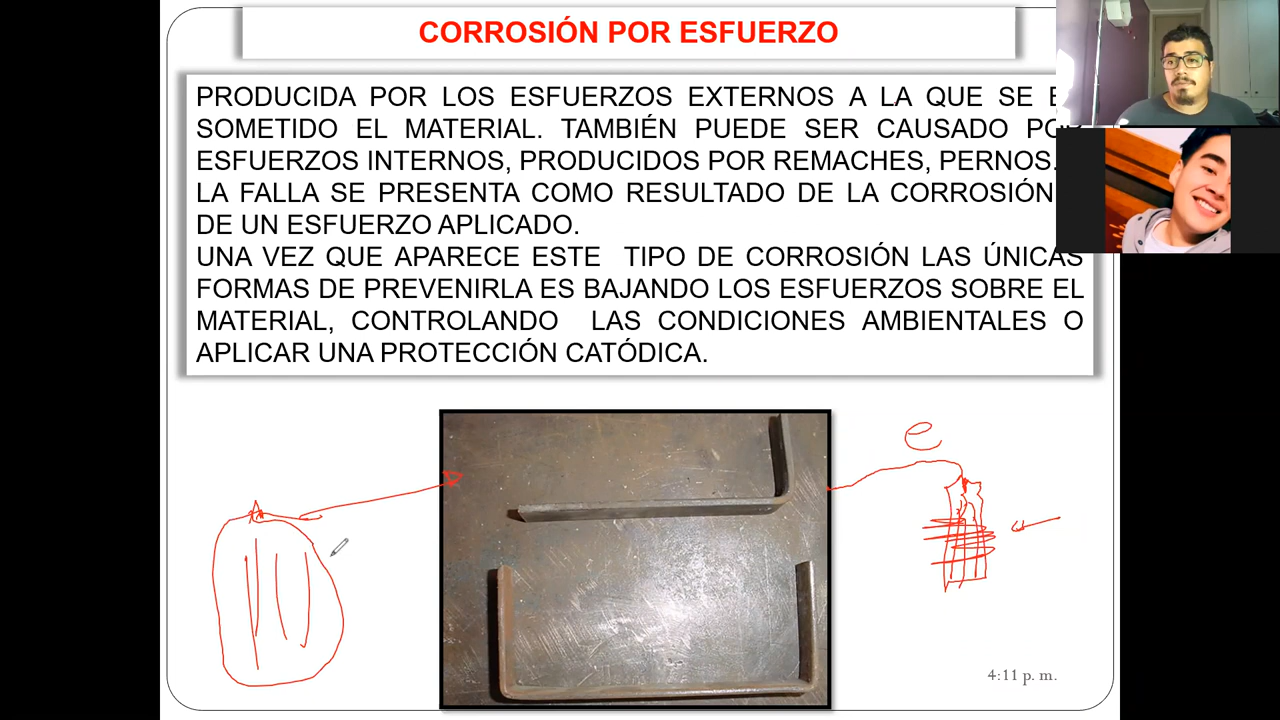 CORROSIÓN POR ESFUERZO
PRODUCIDA POR LOS ESFUERZOS EXTERNOS A LA QUE SE
SOMETIDO EL MATERIAL. TAMBIÉN PUEDE SER CAUSADO POR
ESFUERZOS INTERNOS, PRODUCIDOS POR REMACHES, PERNOS.
LA FALLA SE PRESENTA COMO RESULTADO DE LA CORROSIÓN
DE UN ESFUERZO APLICADO.
UNA VEZ QUE APARECE ESTE TIPO DE CORROSIÓN LAS ÚNICAS
FORMAS DE PREVENIRLA ES BAJANDO LOS ESFUERZOS SOBRE EL
MATERIAL, CONTROLANDO LAS CONDICIONES AMBIENTALES O
APLICAR UNA PROTECCIÓN CATÓDICA.
e
4:11 p. m.